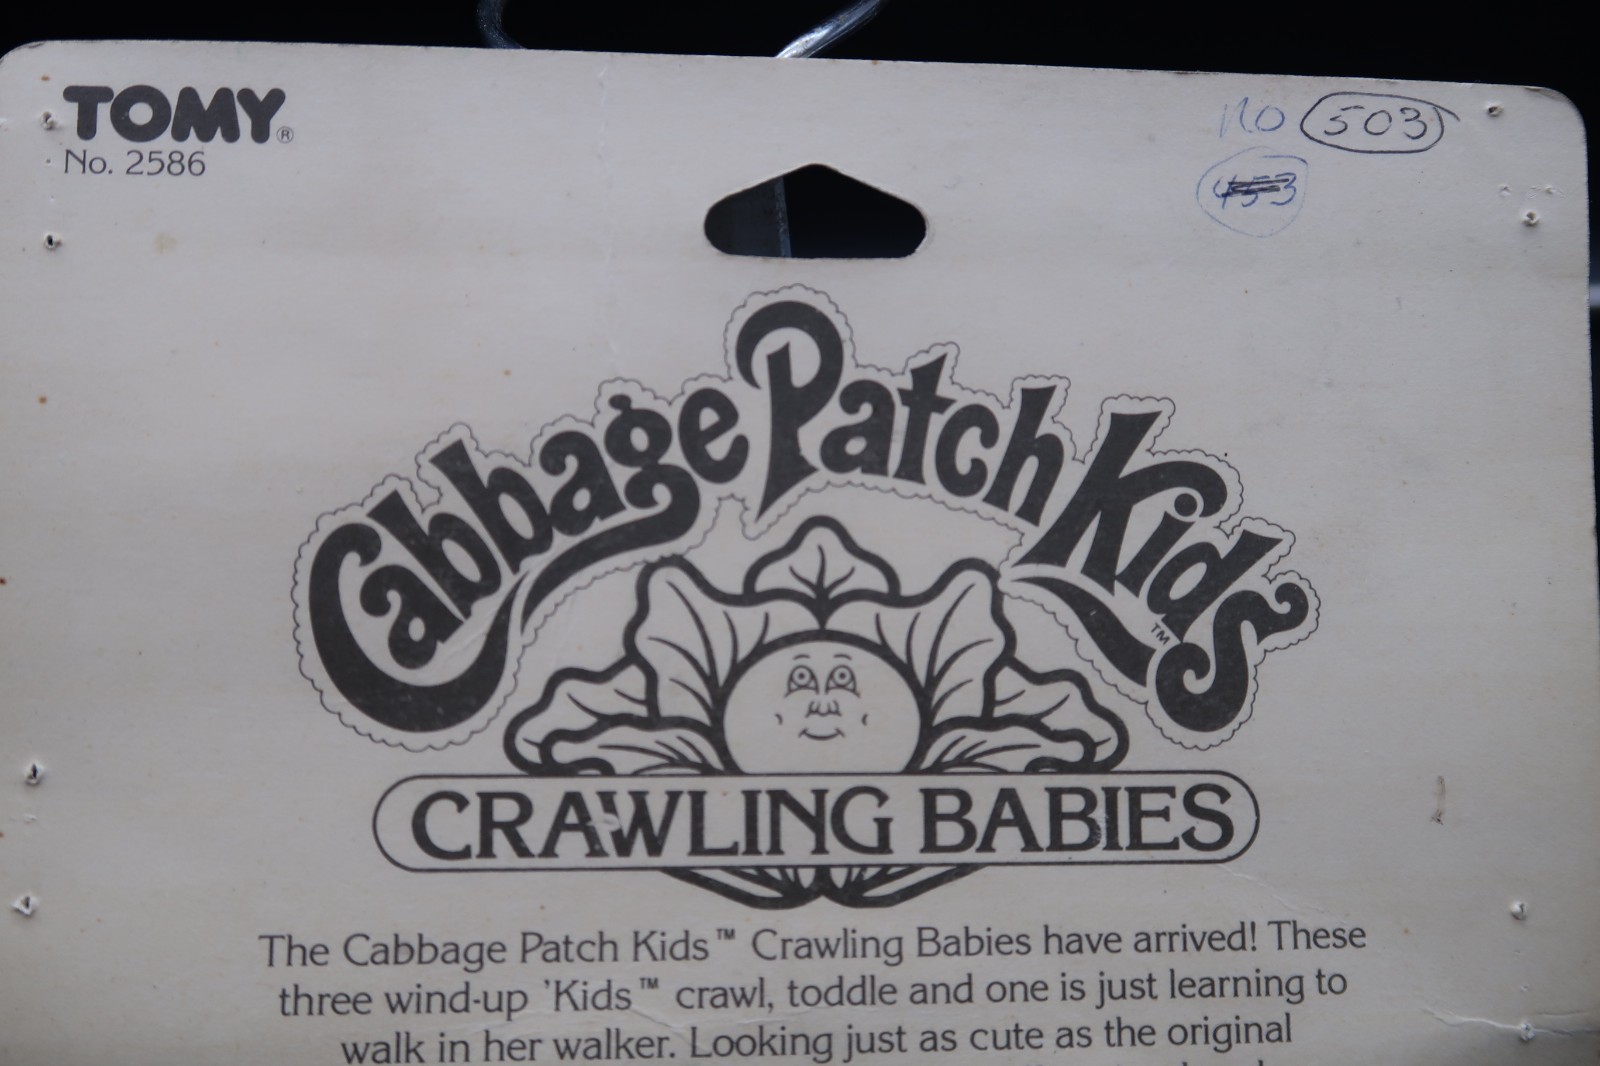 TOMY®
No. 2586
no 503
453
Cabbage Patch Kids™
CRAWLING BABIES
The Cabbage Patch Kids™ Crawling Babies have arrived! These
three wind-up 'Kids™ crawl, toddle and one is just learning to
walk in her walker. Looking just as cute as the original